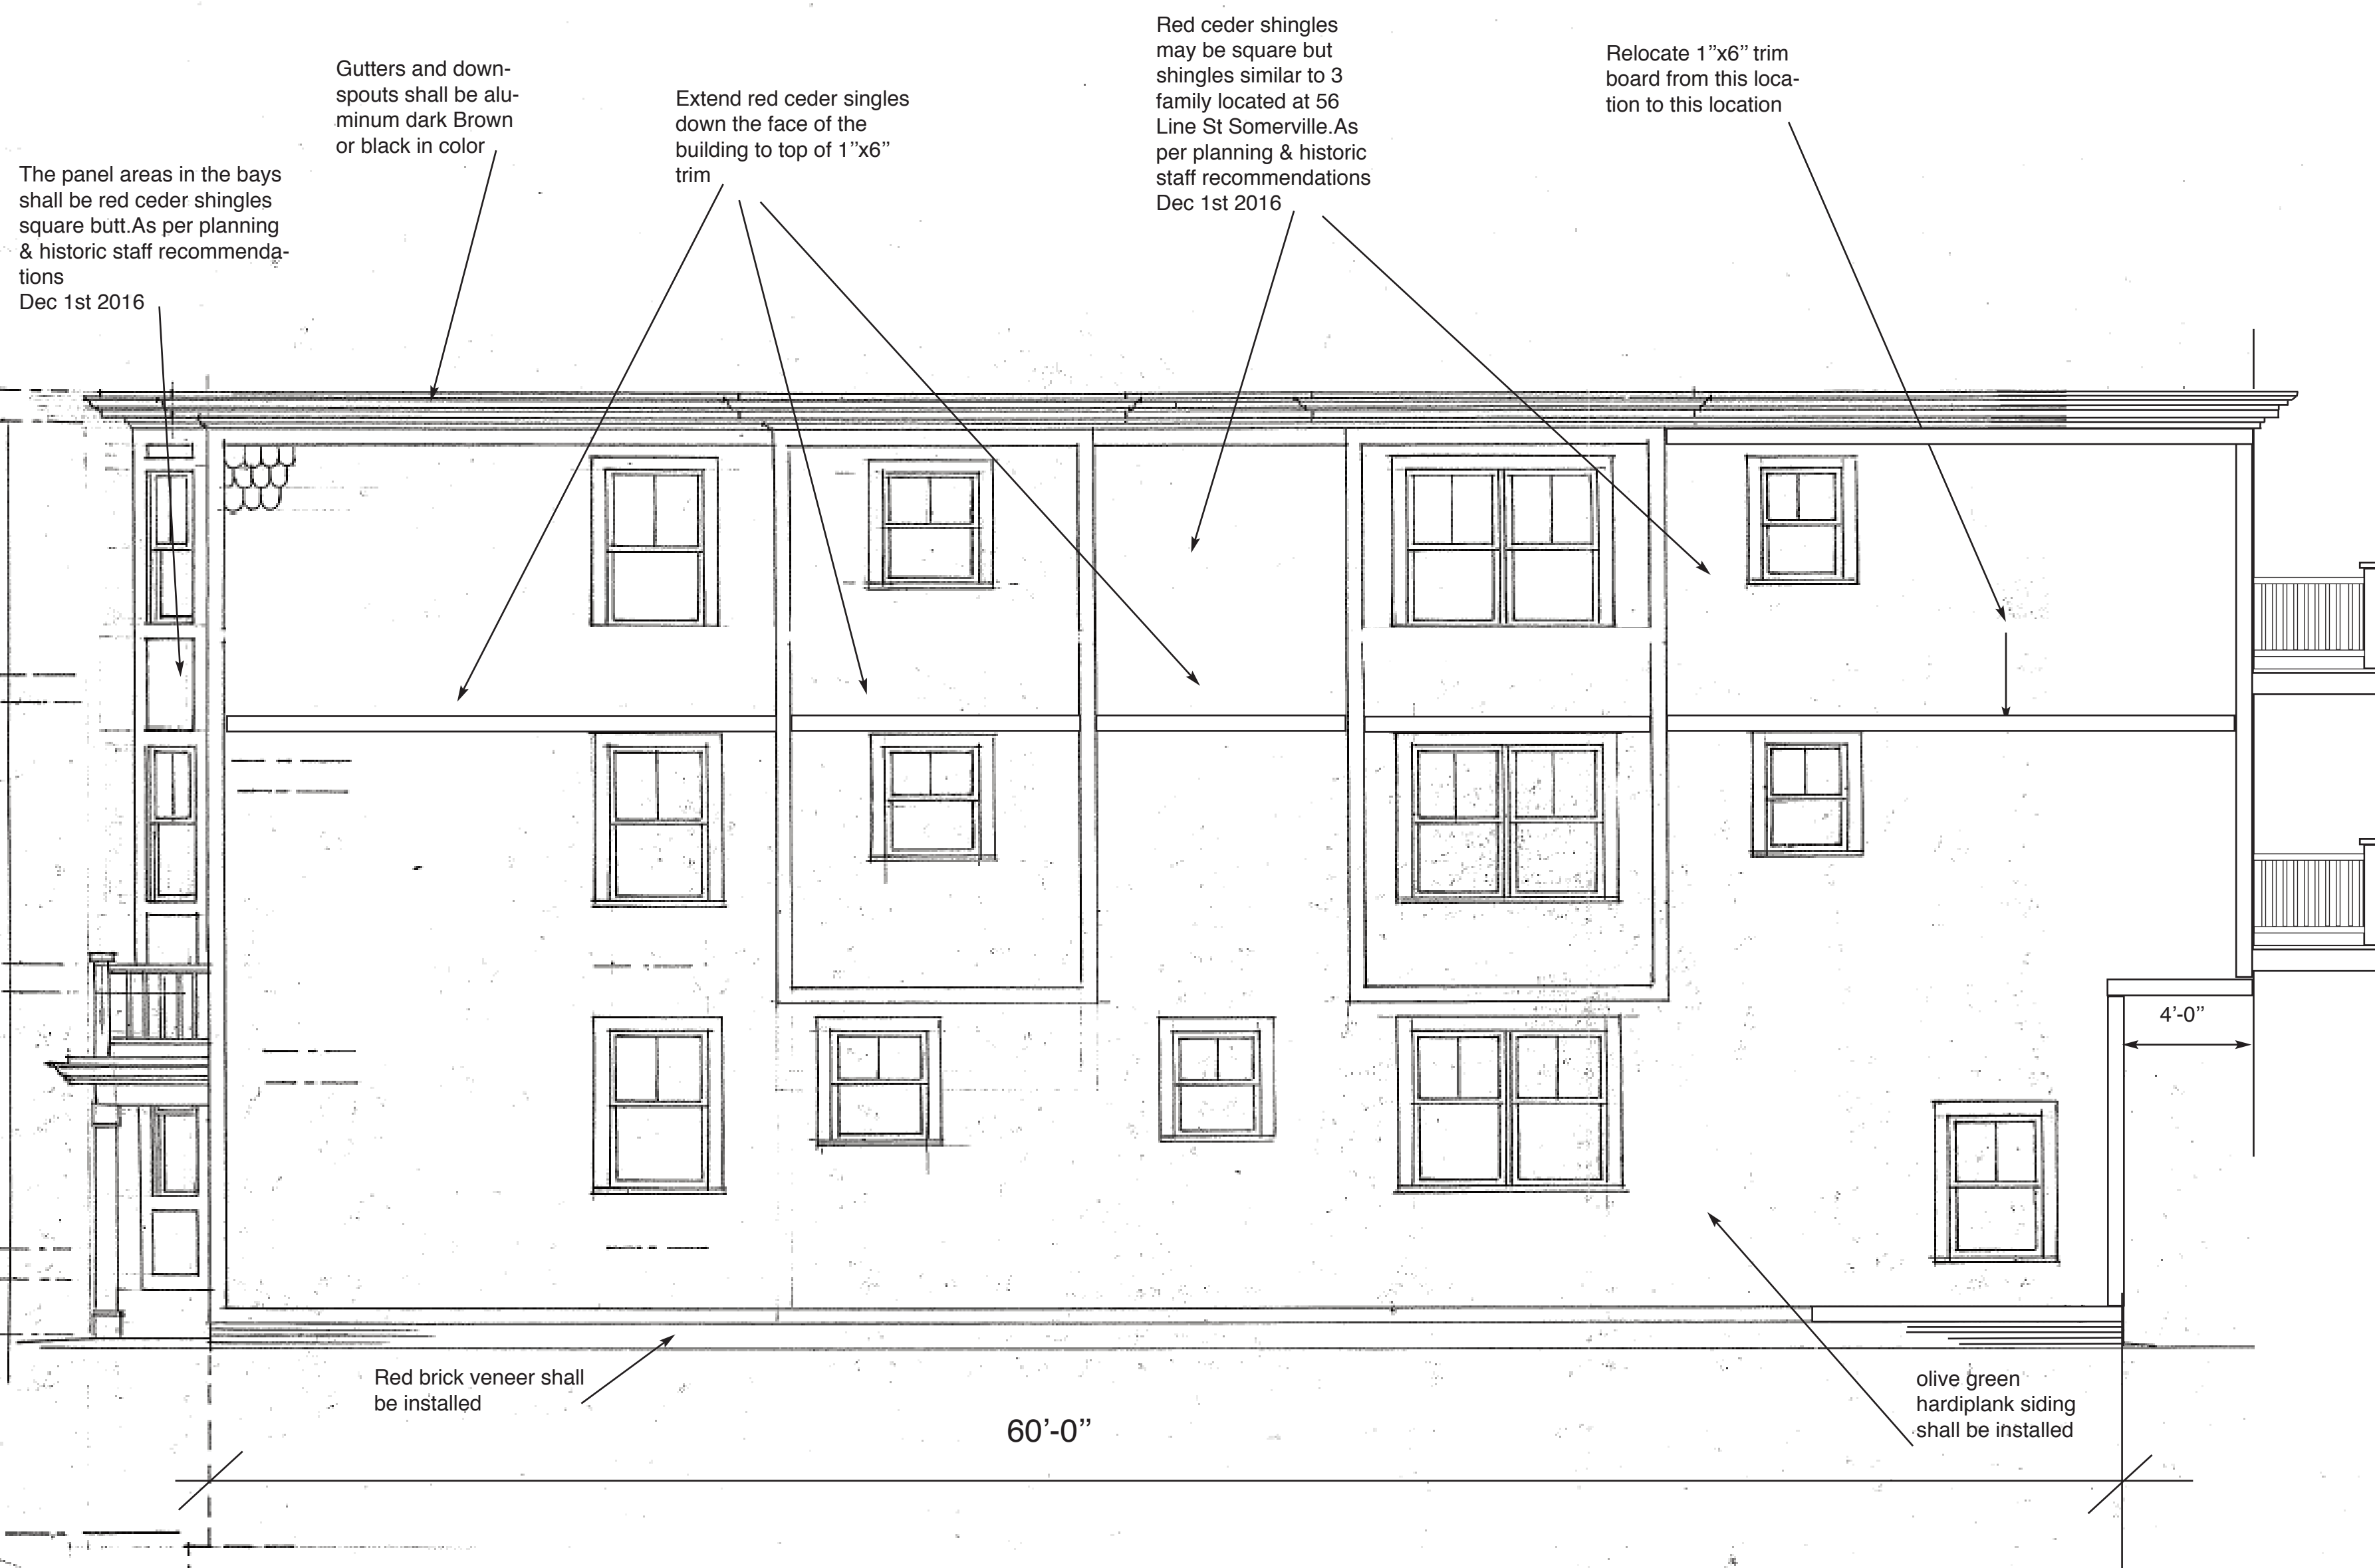 The panel areas in the bays
shall be red ceder shingles
square butt.As per planning
& historic staff recommenda-
tions
Dec 1st 2016
Gutters and down-
spouts shall be alu-
minum dark Brown
or black in color
Extend red ceder singles
down the face of the
building to top of 1”x6”
trim
Red ceder shingles
may be square but
shingles similar to 3
family located at 56
Line St Somerville.As
per planning & historic
staff recommendations
Dec 1st 2016
Relocate 1”x6” trim
board from this loca-
tion to this location
4’-0”
Red brick veneer shall
be installed
60’-0”
olive green
hardiplank siding
shall be installed